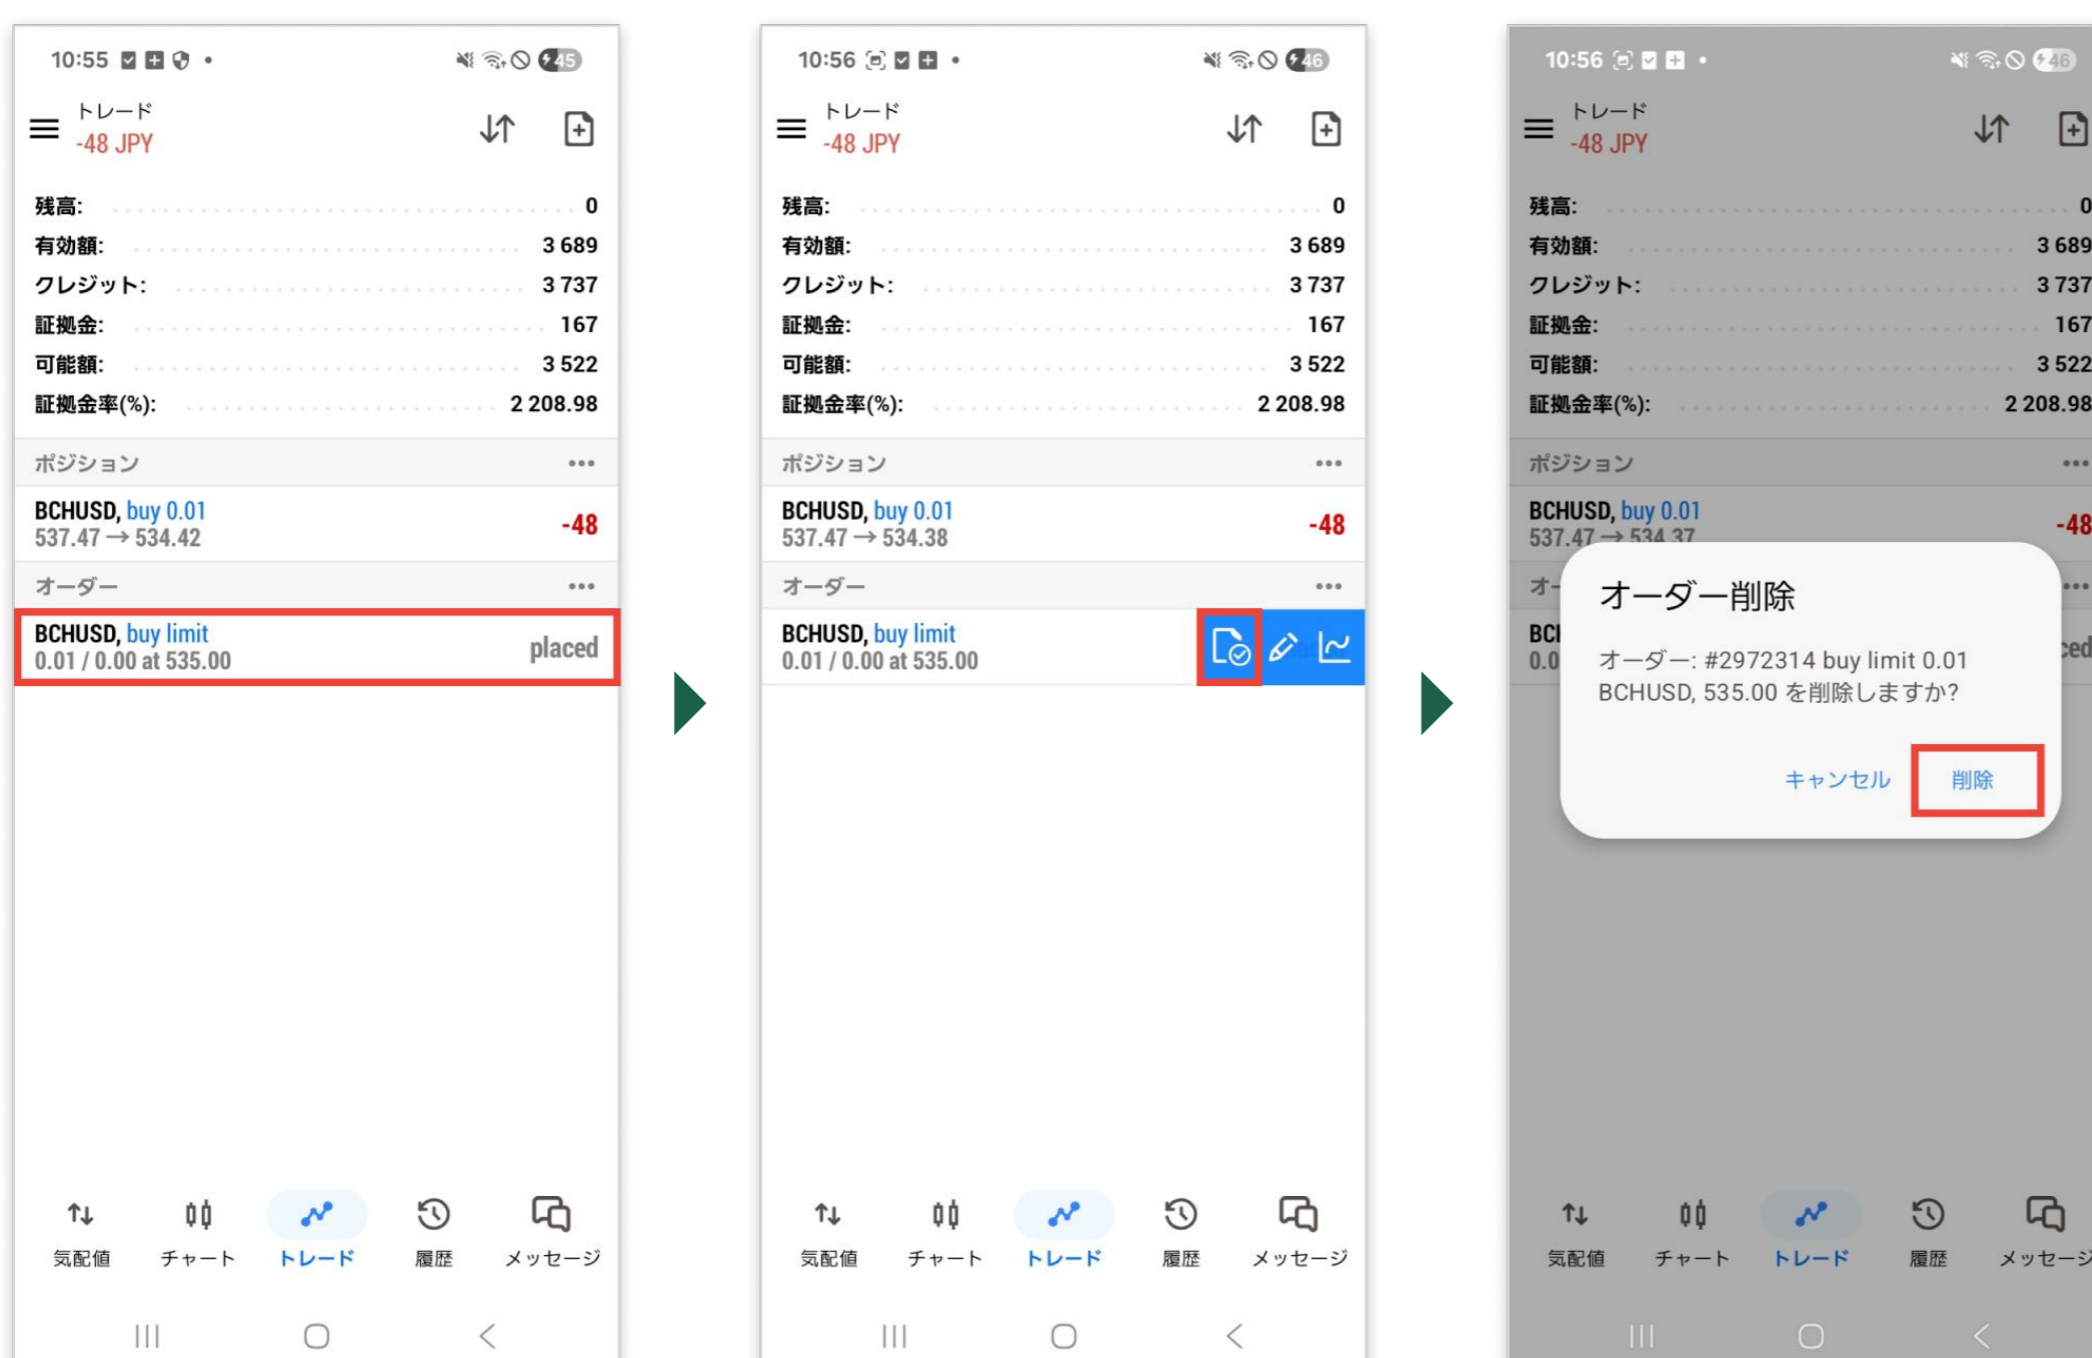 10:55
45
トレード
-48 JPY
残高: 0
有効額: 3 689
クレジット: 3 737
証拠金: 167
可能額: 3 522
証拠金率(%): 2 208.98
ポジション
BCHUSD, buy 0.01
537.47 → 534.42
-48
オーダー
BCHUSD, buy limit
0.01 / 0.00 at 535.00
placed
気配値 チャート トレード 履歴 メッセージ
10:56
46
トレード
-48 JPY
残高: 0
有効額: 3 689
クレジット: 3 737
証拠金: 167
可能額: 3 522
証拠金率(%): 2 208.98
ポジション
BCHUSD, buy 0.01
537.47 → 534.38
-48
オーダー
BCHUSD, buy limit
0.01 / 0.00 at 535.00
気配値 チャート トレード 履歴 メッセージ
10:56
46
トレード
-48 JPY
残高: 0
有効額: 3 689
クレジット: 3 737
証拠金: 167
可能額: 3 522
証拠金率(%): 2 208.98
ポジション
BCHUSD, buy 0.01
537.47 → 534.37
-48
オーダー削除
オーダー: #2972314 buy limit 0.01
BCHUSD, 535.00 を削除しますか?
キャンセル 削除
気配値 チャート トレード 履歴 メッセージ